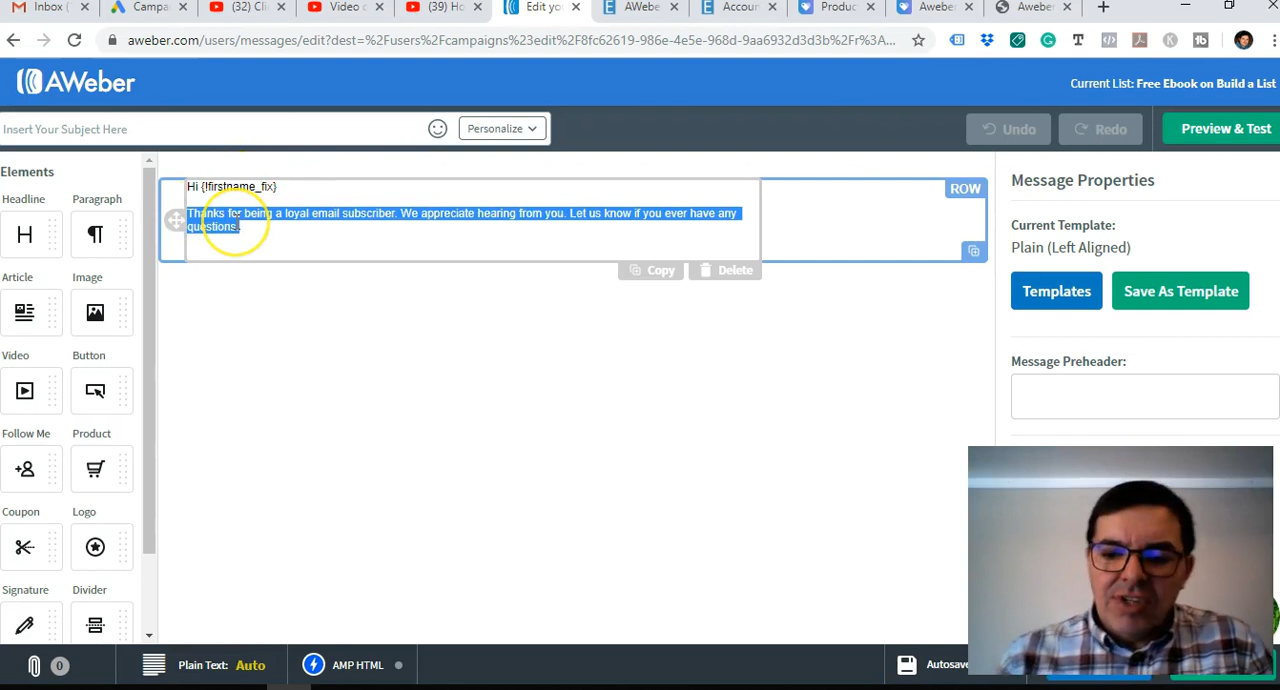 Inbox (
Campa
(32) Cli
Video c
(39) Ho
Edit yo
AWebe
Accoun
Produc
Aweber
Aweber
aweber.com/users/messages/edit?dest=%2Fusers%2Fcampaigns%23edit%2F8fc62619-986e-4e5e-968d-9aa6932d3d3b%2Fr%3A...
AWeber
Current List: Free Ebook on Build a List
Insert Your Subject Here
Personalize
Undo
Redo
Preview & Test
Elements
Headline
Paragraph
Article
Image
Video
Button
Follow Me
Product
Coupon
Logo
Signature
Divider
Hi {!firstname_fix}
Thanks for being a loyal email subscriber. We appreciate hearing from you. Let us know if you ever have any
questions.
ROW
Copy
Delete
Message Properties
Current Template:
Plain (Left Aligned)
Templates
Save As Template
Message Preheader:
0
Plain Text: Auto
AMP HTML
Autosave